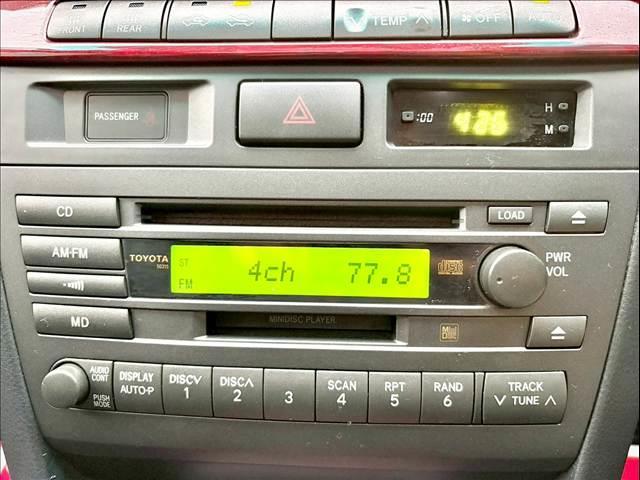 FRONT REAR TEMP ∧ OFF AUTO
PASSENGER :00 4:26 H
M
CD LOAD ⏏
AM·FM TOYOTA ST 4ch 77.8 PWR
50311 FM VOL
MD MINIDISC PLAYER ⏏
AUDIO CONT PUSH MODE DISPLAY AUTO-P DISC∨ 1 DISC∧ 2 3 SCAN 4 RPT 5 RAND 6 TRACK ∨ TUNE ∧